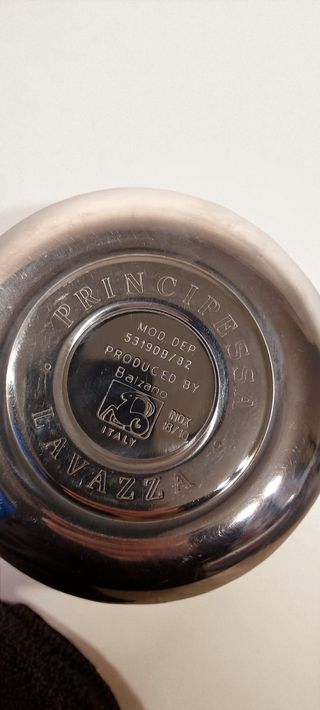 PRINCIPESSA
MOD DEP
53190B/82
PRODUCED BY
Balzano
INOX
18/10
ITALY
LAVAZZA